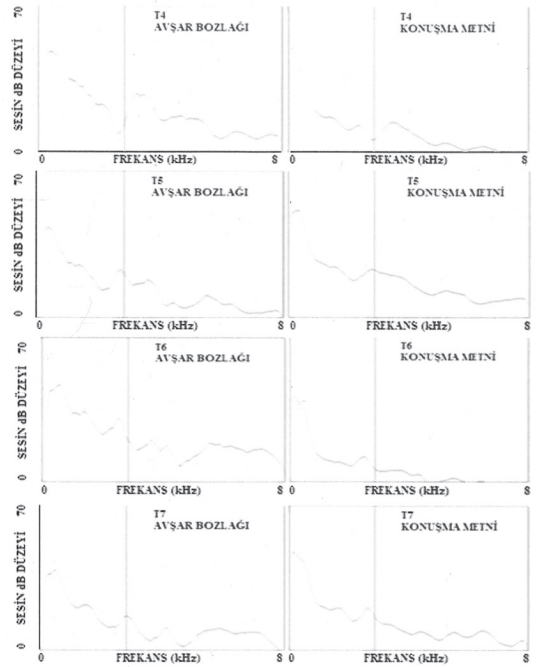 70
SESİN dB DÜZEYİ
0
T4
AVŞAR BOZLAĞI
0 FREKANS (kHz) 8
T4
KONUŞMA METNİ
0 FREKANS (kHz) 8
70
SESİN dB DÜZEYİ
0
T5
AVŞAR BOZLAĞI
0 FREKANS (kHz) 8
T5
KONUŞMA METNİ
0 FREKANS (kHz) 8
70
SESİN dB DÜZEYİ
0
T6
AVŞAR BOZLAĞI
0 FREKANS (kHz) 8
T6
KONUŞMA METNİ
0 FREKANS (kHz) 8
70
SESİN dB DÜZEYİ
0
T7
AVŞAR BOZLAĞI
0 FREKANS (kHz) 8
T7
KONUŞMA METNİ
0 FREKANS (kHz) 8